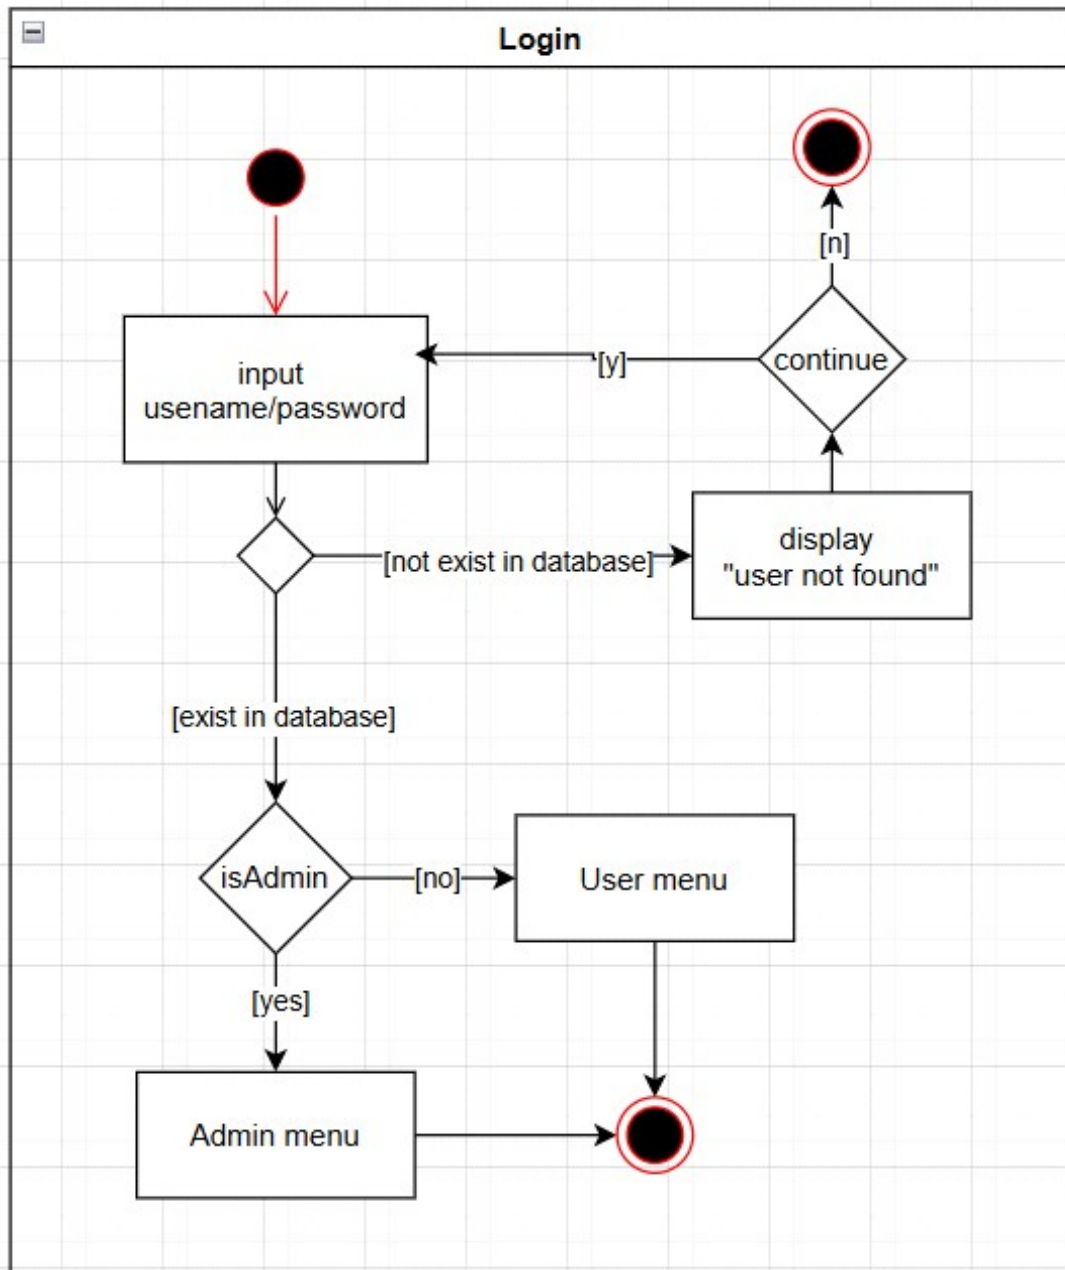 Login
[n]
continue
[y]
input
usename/password
[not exist in database]
display
"user not found"
[exist in database]
isAdmin
[no]
User menu
[yes]
Admin menu